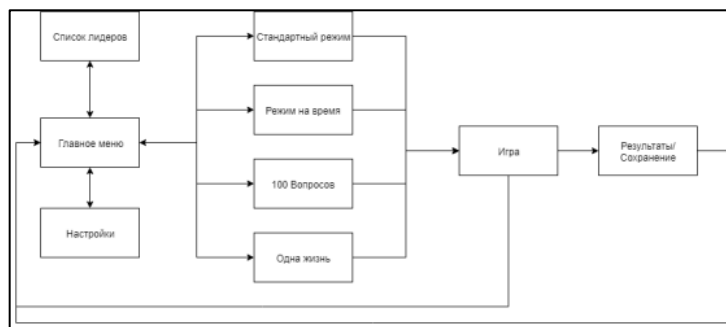 Список лидеров
Стандартный режим
Режим на время
Главное меню
Игра
Результаты/
Сохранение
100 Вопросов
Настройки
Одна жизнь